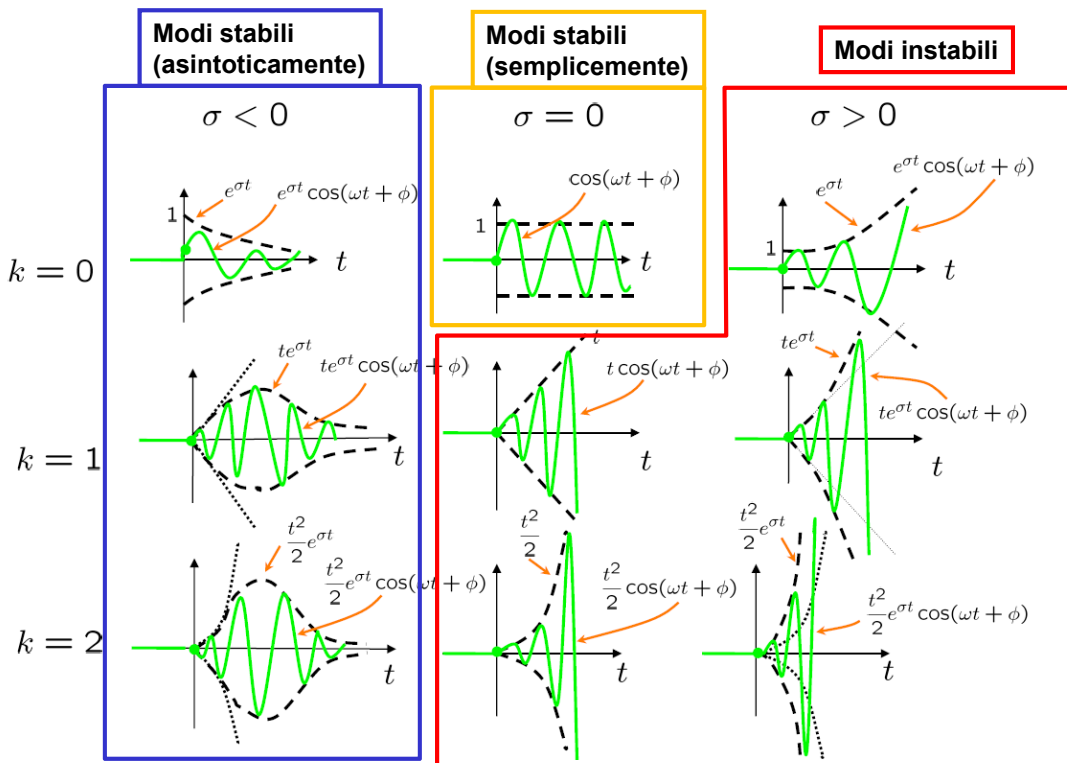 Modi stabili
(asintoticamente)
Modi stabili
(semplicemente)
Modi instabili
σ < 0
σ = 0
σ > 0
k = 0
1
e^{σt}
e^{σt} cos(ωt + φ)
t
1
cos(ωt + φ)
t
1
e^{σt}
e^{σt} cos(ωt + φ)
t
k = 1
te^{σt}
te^{σt} cos(ωt + φ)
t
t
t cos(ωt + φ)
t
te^{σt}
te^{σt} cos(ωt + φ)
t
k = 2
t²/2 e^{σt}
t²/2 e^{σt} cos(ωt + φ)
t
t²/2
t²/2 cos(ωt + φ)
t
t²/2 e^{σt}
t²/2 e^{σt} cos(ωt + φ)
t